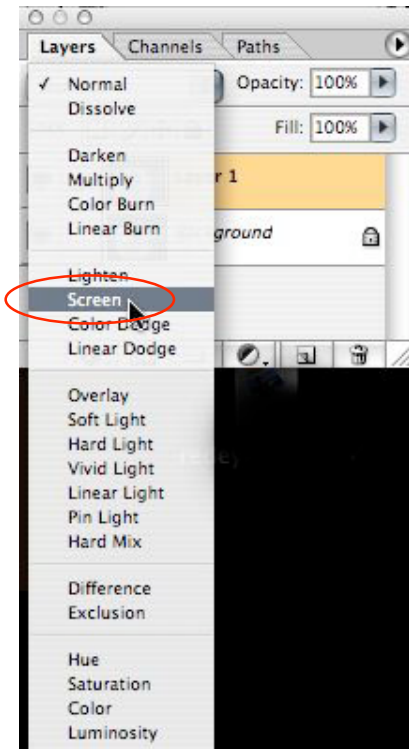 Layers Channels Paths
✓ Normal Opacity: 100%
Dissolve
Fill: 100%
Darken
Multiply r 1
Color Burn
Linear Burn ground
Lighten
Screen
Color Dodge
Linear Dodge
Overlay
Soft Light
Hard Light
Vivid Light
Linear Light
Pin Light
Hard Mix
Difference
Exclusion
Hue
Saturation
Color
Luminosity